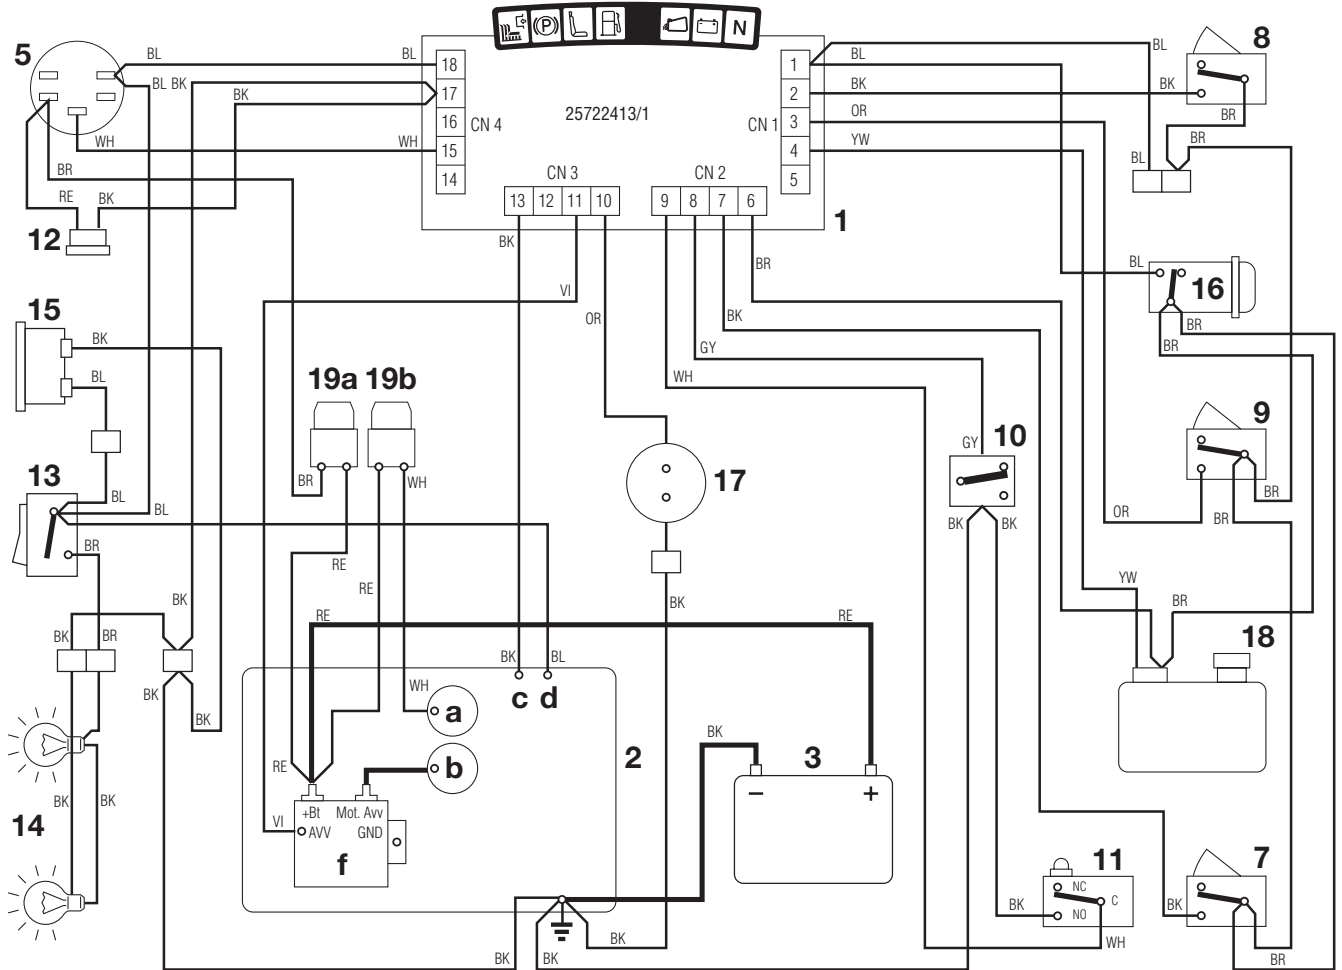 P N
5 BL BL 18 1 BL BL 8
BL BK 17 25722413/1 2 BK BK
BK 16 CN 4 CN 1 3 OR BR
WH WH 15 4 YW BR
BR 14 CN 3 CN 2 5 BL
RE BK 13 12 11 10 9 8 7 6
12 BK 1
BR BL
VI 16
15 OR BK BR
BK GY BR
BL WH
19a 19b 9
10
GY
13 BR WH 17
BL BL BR
OR BR
BK BK
BR
RE
RE YW
BK BK BR
RE RE
BK BR 18
BK BL
BK WH c d
BK a
BK 2 3
RE b − +
BK BK +Bt Mot. Avv
14 VI AVV GND
f 11 7
NC
C
BK NO BK
BK WH
BK BK BR